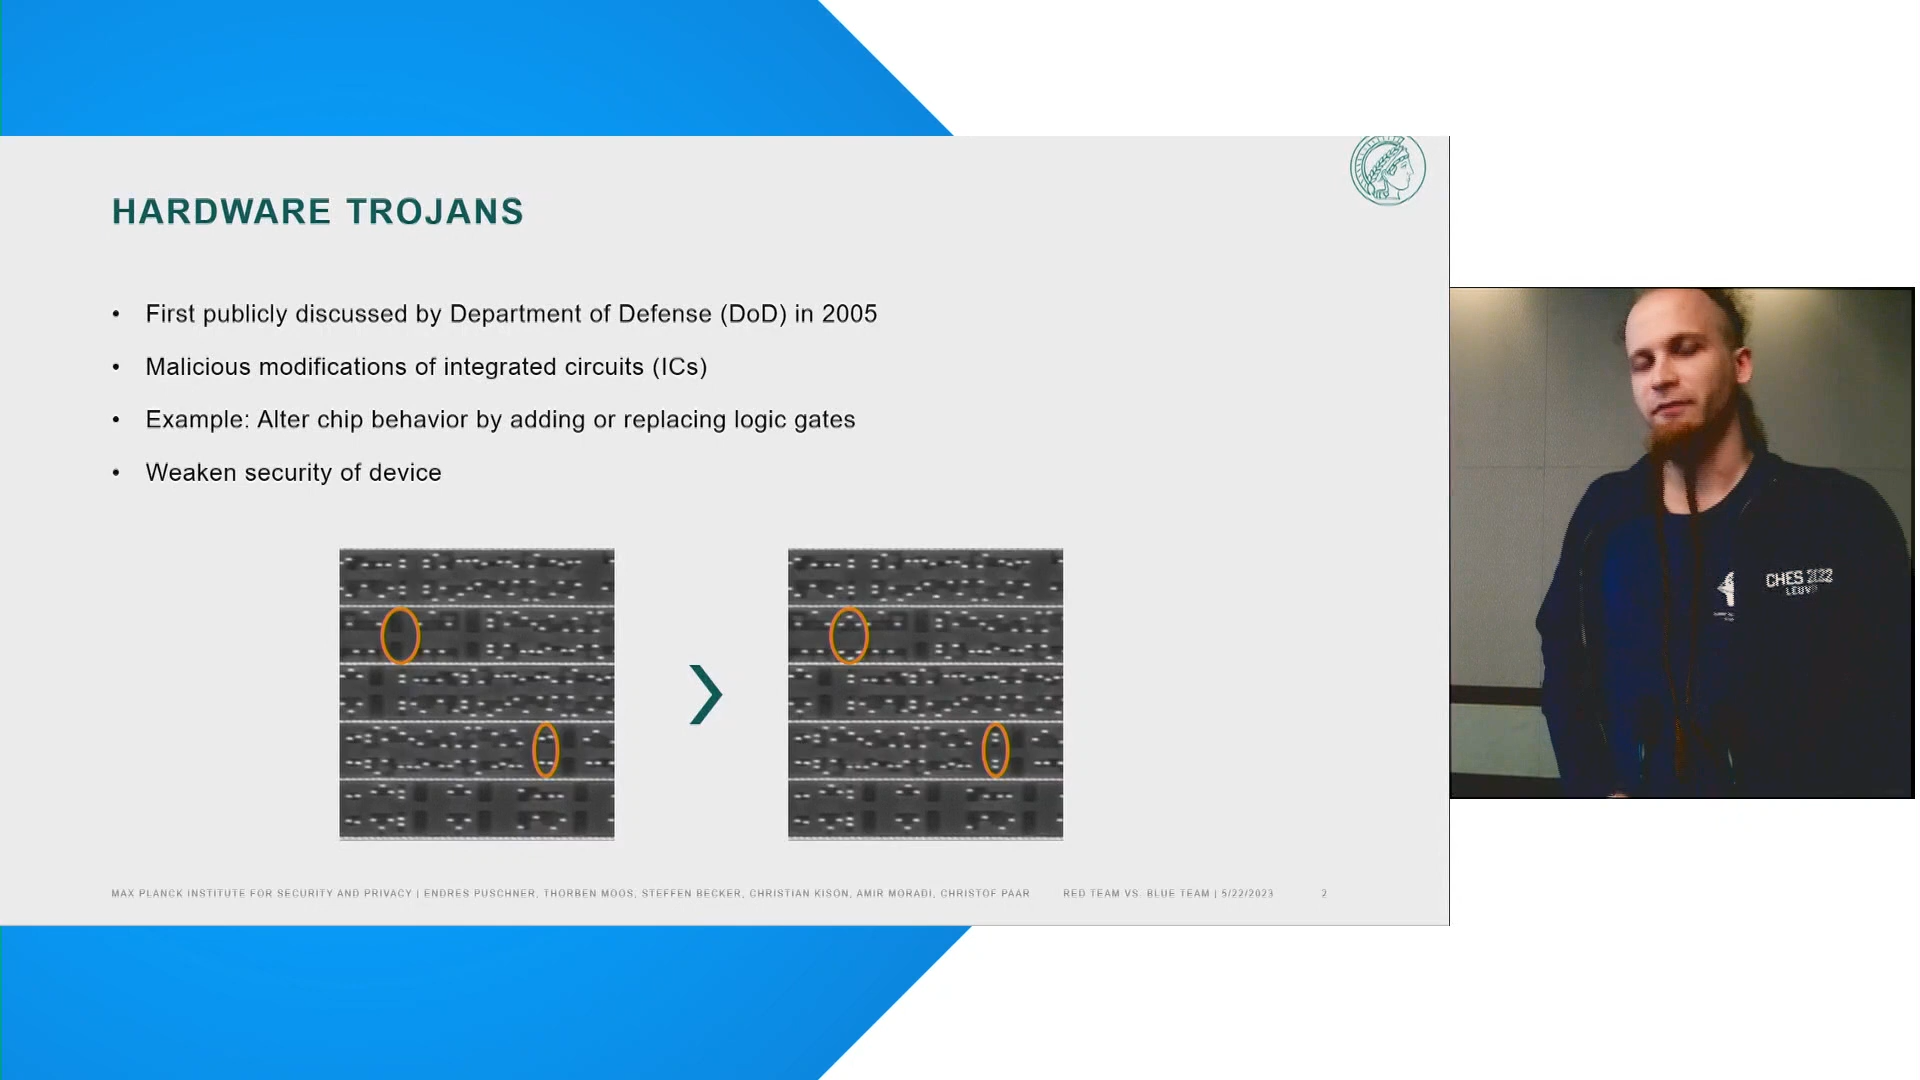 HARDWARE TROJANS
• First publicly discussed by Department of Defense (DoD) in 2005
• Malicious modifications of integrated circuits (ICs)
• Example: Alter chip behavior by adding or replacing logic gates
• Weaken security of device
MAX PLANCK INSTITUTE FOR SECURITY AND PRIVACY | ENDRES PUSCHNER, THORBEN MOOS, STEFFEN BECKER, CHRISTIAN KISON, AMIR MORADI, CHRISTOF PAAR RED TEAM VS. BLUE TEAM | 5/22/2023 2
CHES 2022